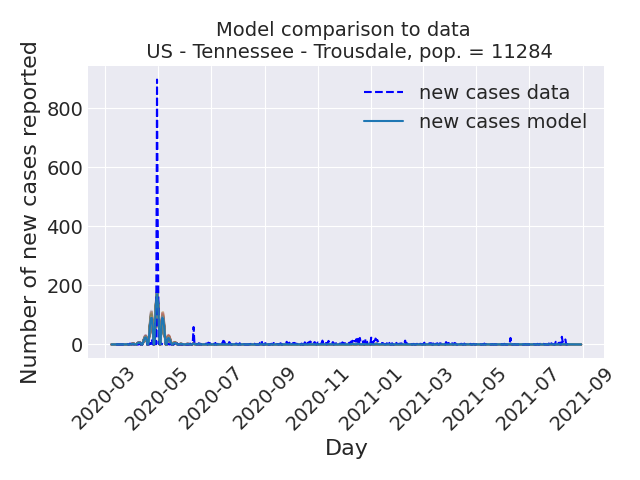 Model comparison to data
US - Tennessee - Trousdale, pop. = 11284
new cases data
new cases model
Number of new cases reported
800
600
400
200
0
2020-03
2020-05
2020-07
2020-09
2020-11
2021-01
2021-03
2021-05
2021-07
2021-09
Day